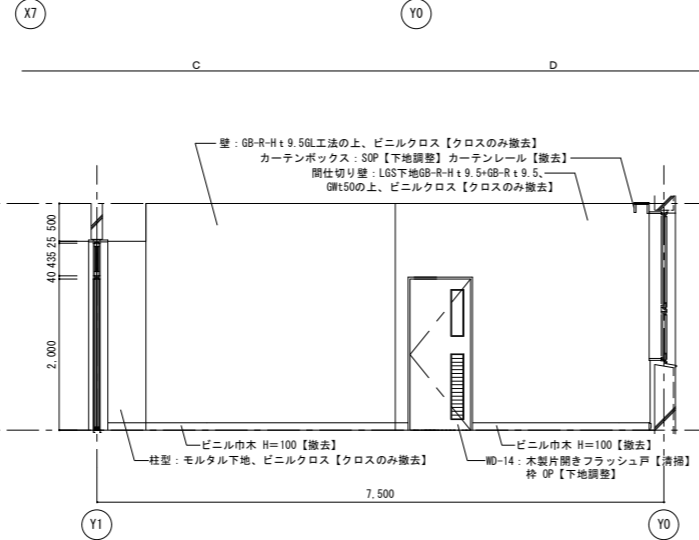 X7
Y0
C
D
壁：GB-R-Hｔ9.5GL工法の上、ビニルクロス【クロスのみ撤去】
カーテンボックス：SOP【下地調整】カーテンレール【撤去】
間仕切り壁：LGS下地GB-R-Hｔ9.5+GB-Rｔ9.5、
GWt50の上、ビニルクロス【クロスのみ撤去】
500
25
435
40
2,000
ビニル巾木 H=100【撤去】
柱型：モルタル下地、ビニルクロス【クロスのみ撤去】
ビニル巾木 H=100【撤去】
WD-14：木製片開きフラッシュ戸【清掃】
枠 OP【下地調整】
7,500
Y1
Y0